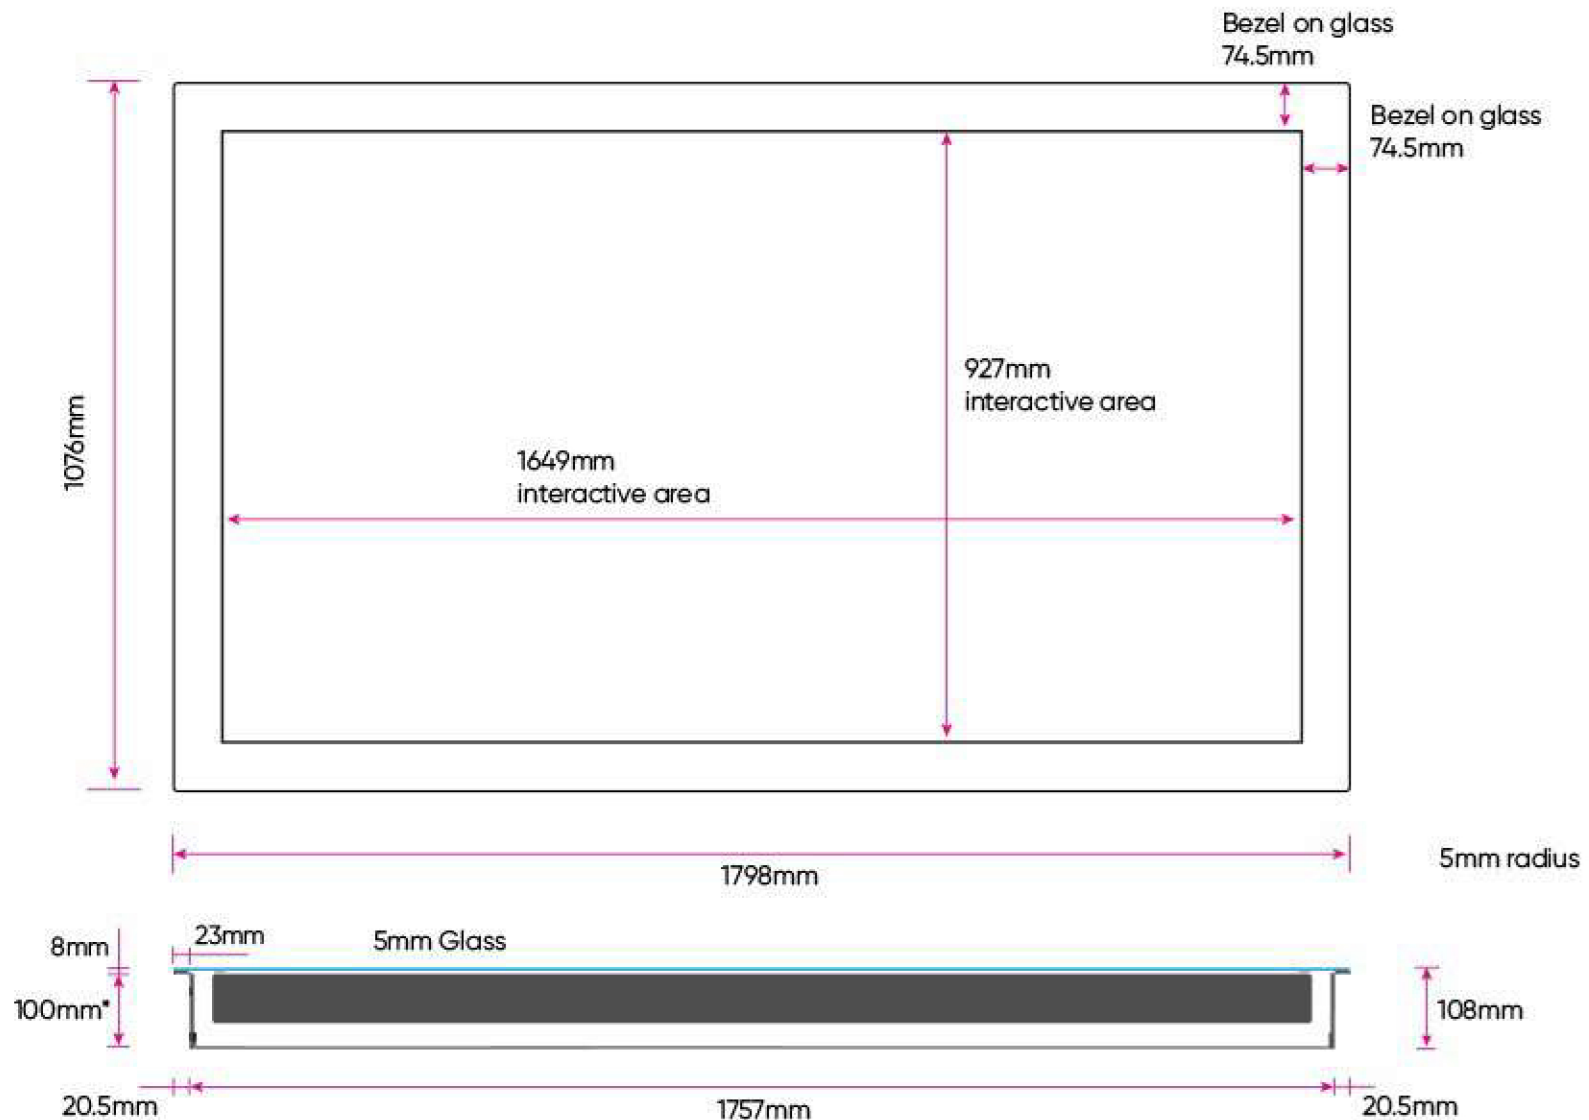 Bezel on glass
74.5mm
Bezel on glass
74.5mm
1076mm
927mm
interactive area
1649mm
interactive area
1798mm
5mm radius
8mm
23mm
5mm Glass
100mm*
108mm
20.5mm
1757mm
20.5mm